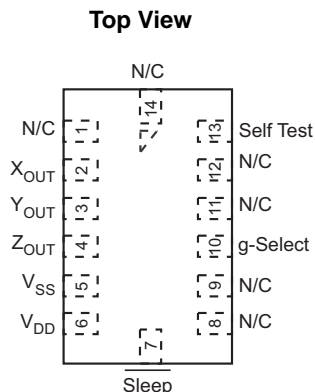 Top View
N/C
14
N/C 1 13 Self Test
XOUT 2 12 N/C
YOUT 3 11 N/C
ZOUT 4 10 g-Select
VSS 5 9 N/C
VDD 6 8 N/C
7
Sleep